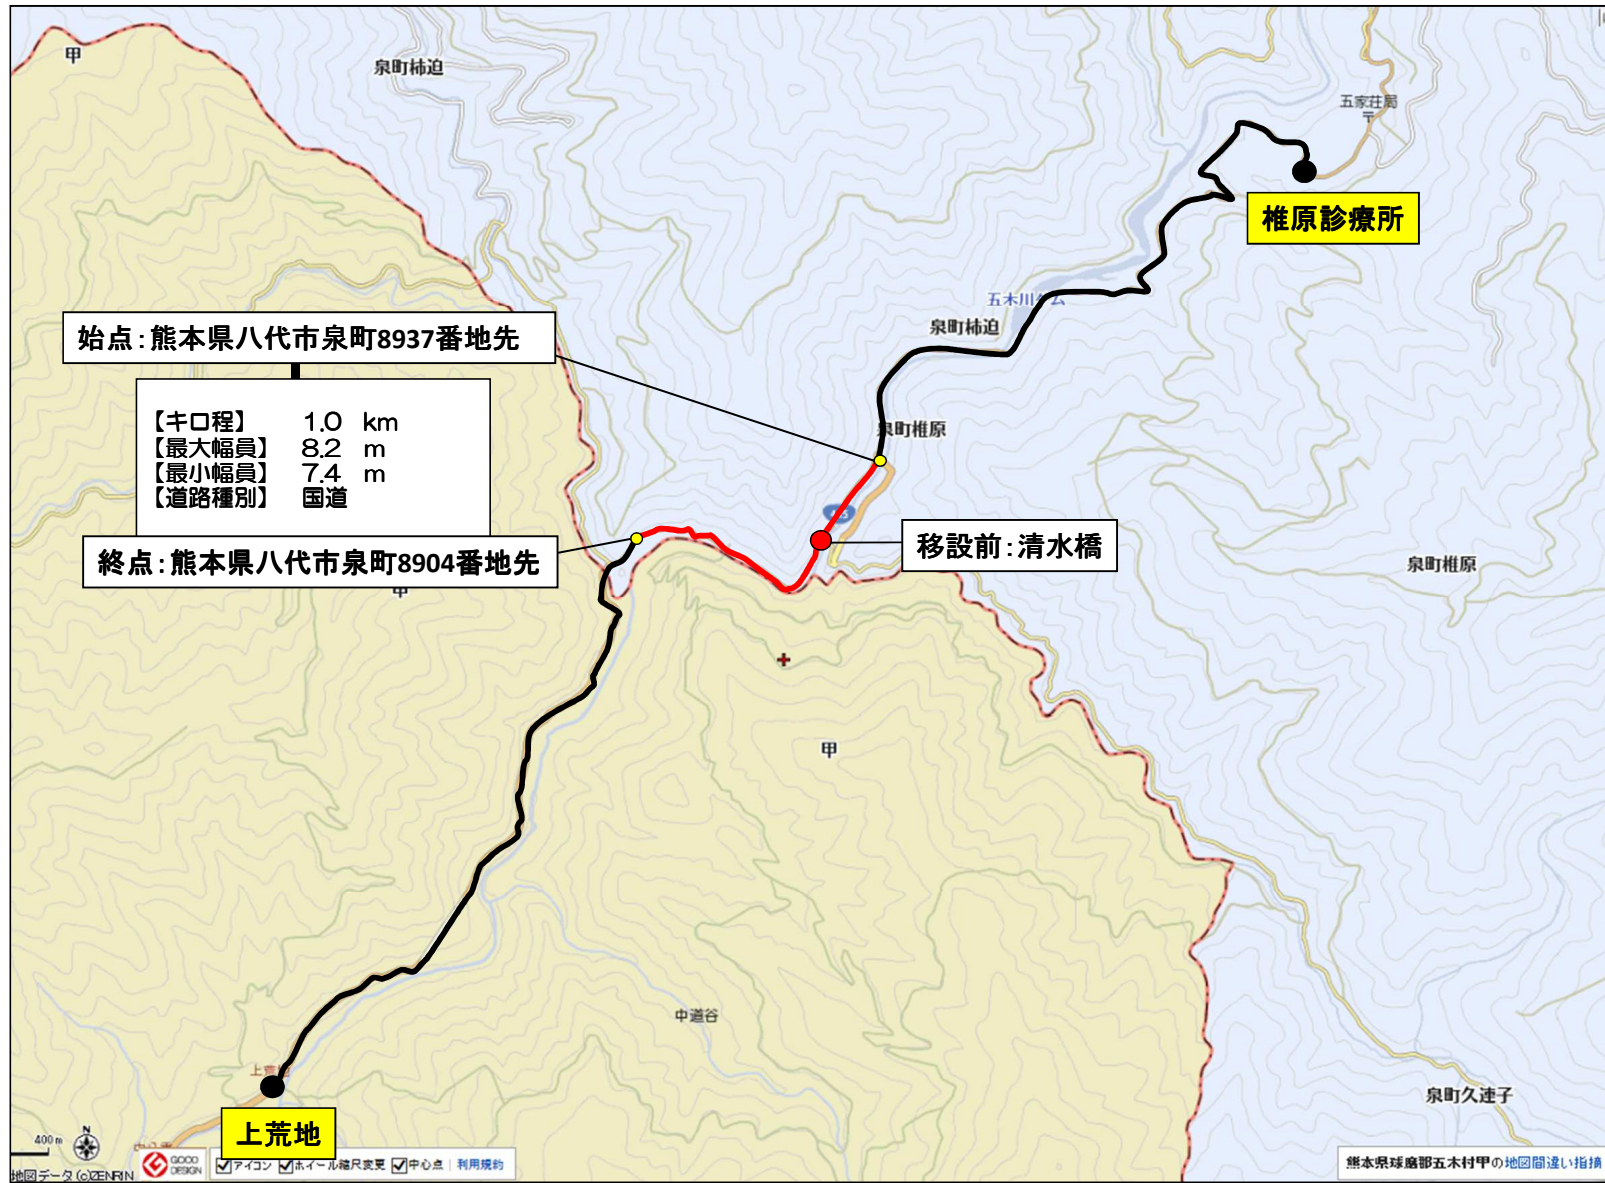 甲
泉町柿迫
五家荘局
椎原診療所
五木川ダム
泉町柿迫
始点:熊本県八代市泉町8937番地先
【キロ程】 1.0 km
【最大幅員】 8.2 m
【最小幅員】 7.4 m
【道路種別】 国道
泉町椎原
移設前:清水橋
終点:熊本県八代市泉町8904番地先
甲
泉町椎原
甲
中道谷
上荒地
泉町久連子
上荒地
400m
N
地図データ(c)ZENRIN
GOOD DESIGN
アイコン ホイール縮尺変更 中心点 | 利用規約
熊本県球磨郡五木村甲の地図間違い指摘